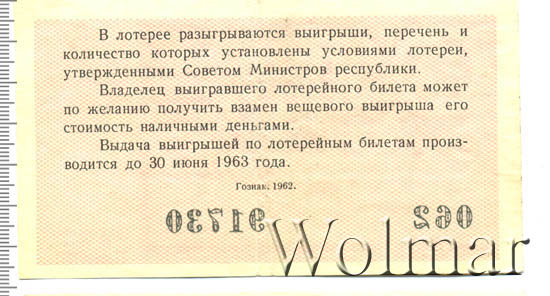 В лотерее разыгрываются выигрыши, перечень и
количество которых установлены условиями лотереи,
утвержденными Советом Министров республики.
Владелец выигравшего лотерейного билета может
по желанию получить взамен вещевого выигрыша его
стоимость наличными деньгами.
Выдача выигрышей по лотерейным билетам произ-
водится до 30 июня 1963 года.
Гознак. 1962.
062 91730
Wolmar